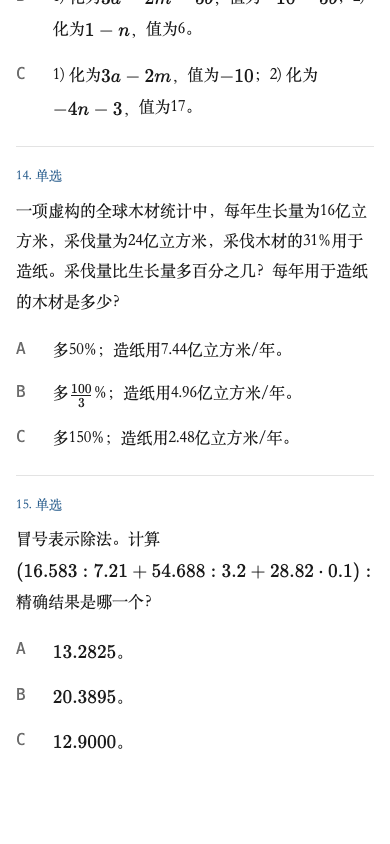 化为1 − n，值为6。
C 1) 化为3a − 2m，值为−10；2) 化为
−4n − 3，值为17。
14. 单选
一项虚构的全球木材统计中，每年生长量为16亿立
方米，采伐量为24亿立方米，采伐木材的31%用于
造纸。采伐量比生长量多百分之几？每年用于造纸
的木材是多少？
A 多50%；造纸用7.44亿立方米/年。
B 多100/3%；造纸用4.96亿立方米/年。
C 多150%；造纸用2.48亿立方米/年。
15. 单选
冒号表示除法。计算
(16.583 : 7.21 + 54.688 : 3.2 + 28.82 · 0.1) :
精确结果是哪一个？
A 13.2825。
B 20.3895。
C 12.9000。